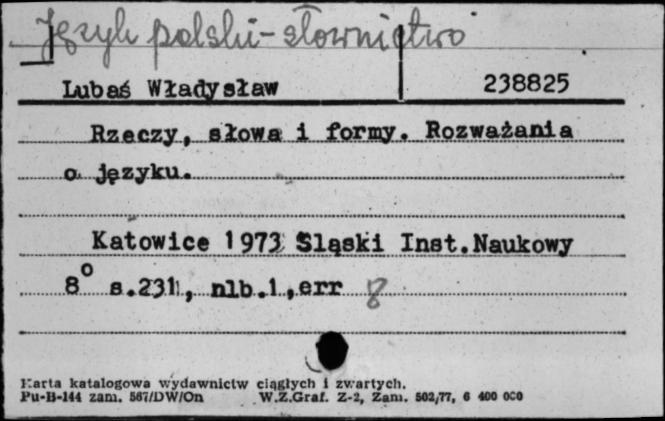 Język polski - słownictwo
Lubaś Władysław 238825
Rzeczy, słowa i formy. Rozważania
o języku.
Katowice 1973 Sląski Inst.Naukowy
8° s.231, nlb.1,err 8
Karta katalogowa wydawnictw ciągłych i zwartych.
Pu-B-144 zam. 567/DW/On W.Z.Graf. Z-2, Zam. 502/77, 6 400 000